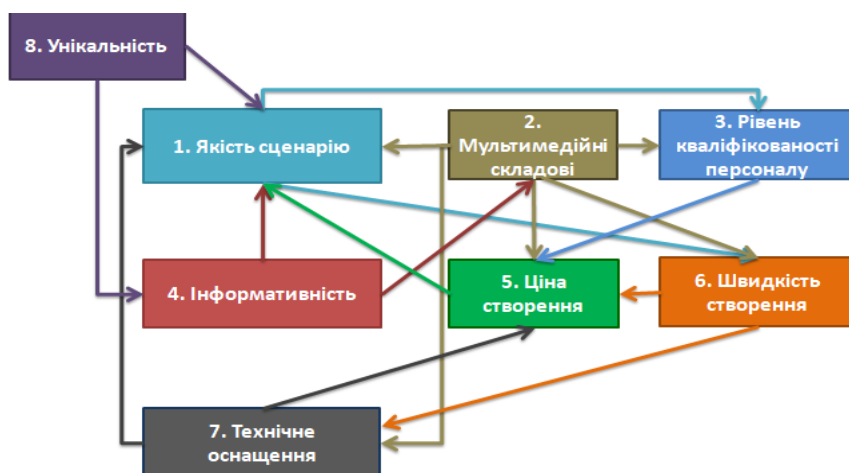 8. Унікальність
1. Якість сценарію
2.
Мультимедійні
складові
3. Рівень
кваліфікованості
персоналу
4. Інформативність
5. Ціна
створення
6. Швидкість
створення
7. Технічне
оснащення